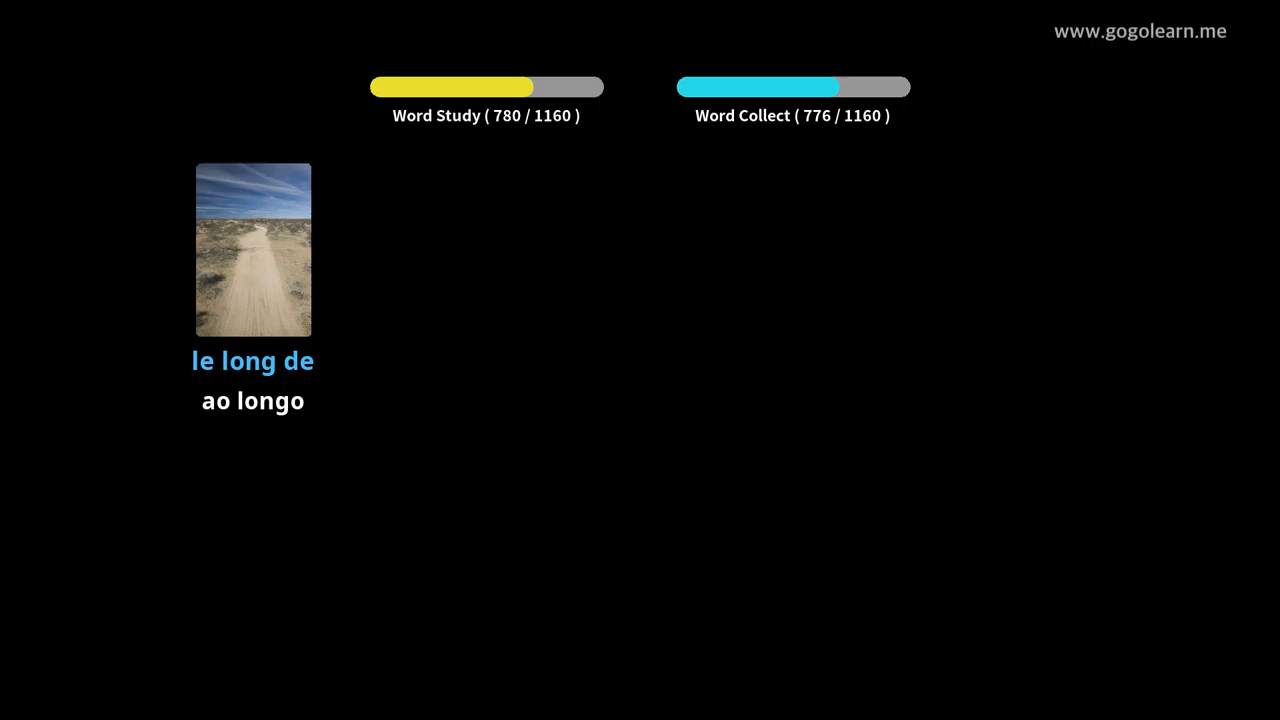 www.gogolearn.me
Word Study ( 780 / 1160 )
Word Collect ( 776 / 1160 )
le long de
ao longo